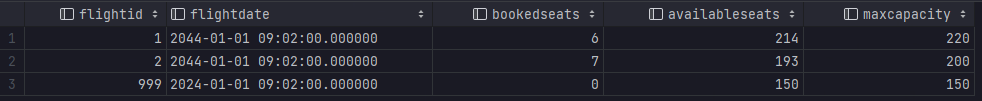 flightid flightdate bookedseats availableseats maxcapacity
1 1 2044-01-01 09:02:00.000000 6 214 220
2 2 2044-01-01 09:02:00.000000 7 193 200
3 999 2024-01-01 09:02:00.000000 0 150 150